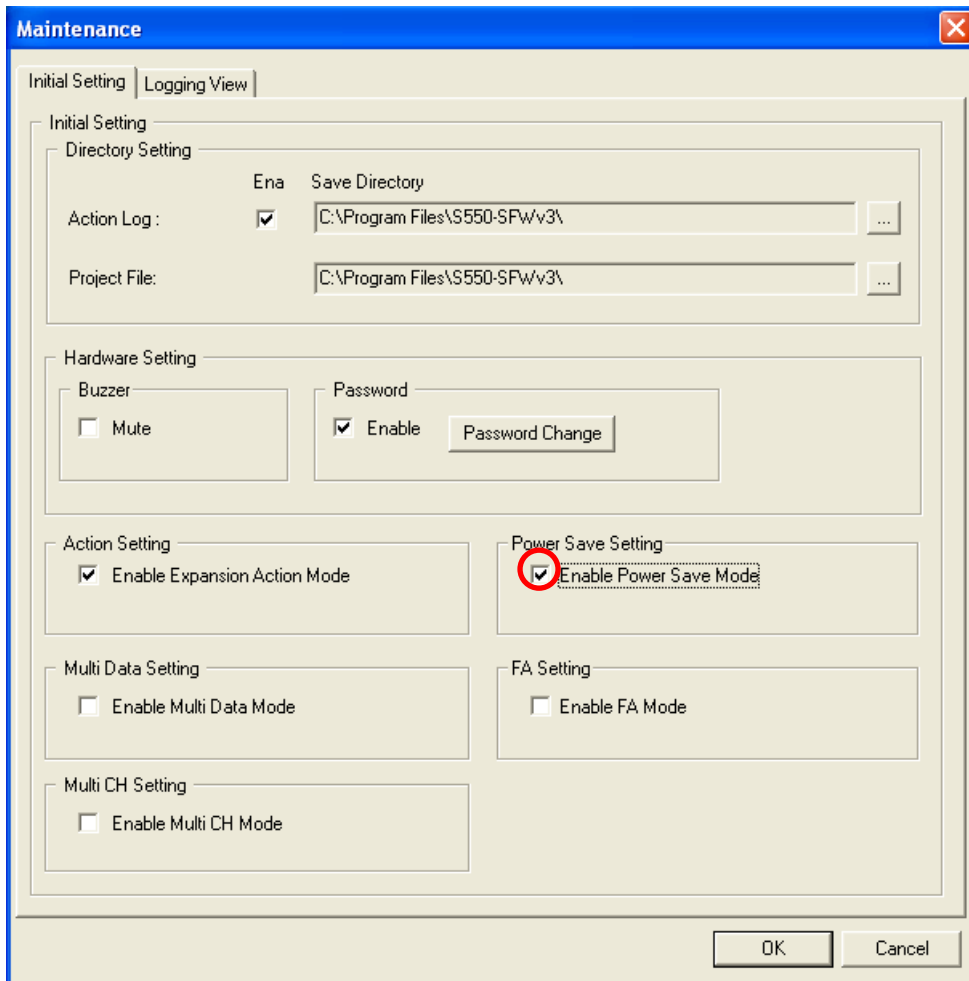 Maintenance
Initial Setting
Logging View
Initial Setting
Directory Setting
Ena Save Directory
Action Log : C:\Program Files\S550-SFWv3\ ...
Project File: C:\Program Files\S550-SFWv3\ ...
Hardware Setting
Buzzer
Mute
Password
Enable Password Change
Action Setting
Enable Expansion Action Mode
Power Save Setting
Enable Power Save Mode
Multi Data Setting
Enable Multi Data Mode
FA Setting
Enable FA Mode
Multi CH Setting
Enable Multi CH Mode
OK Cancel